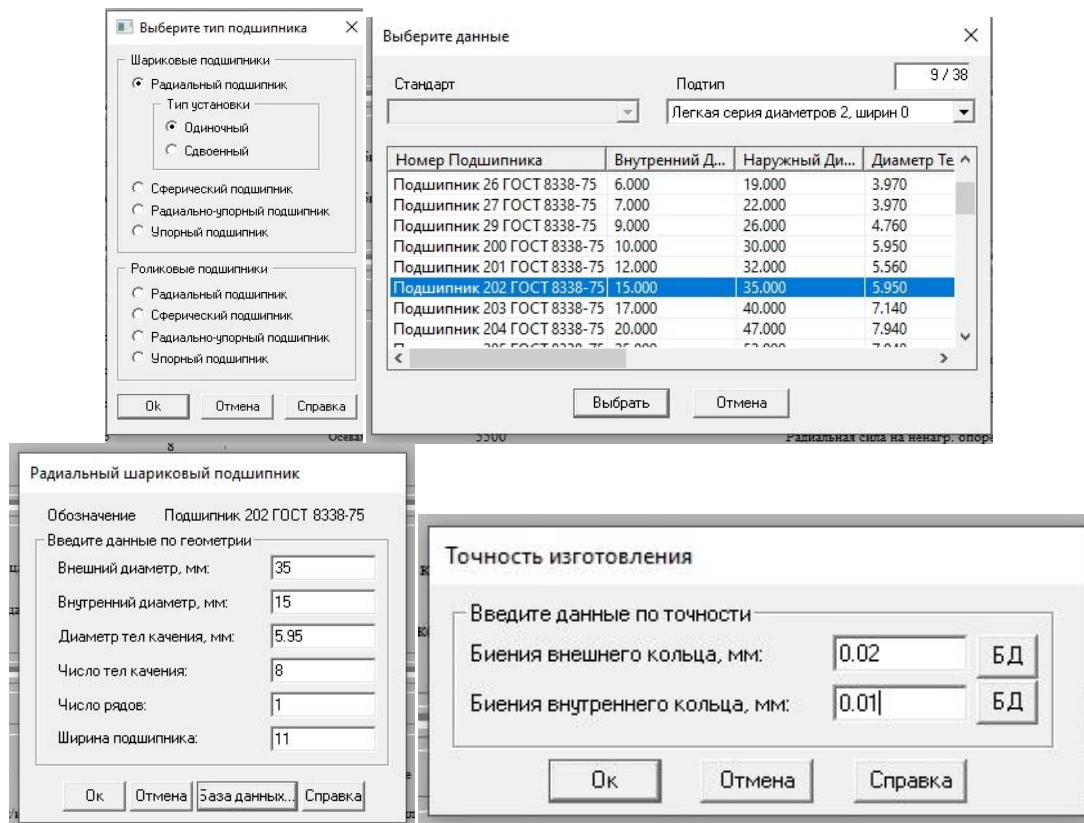 Выберите тип подшипника
Шариковые подшипники
Радиальный подшипник
Тип установки
Одиночный
Сдвоенный
Сферический подшипник
Радиально-упорный подшипник
Упорный подшипник
Роликовые подшипники
Радиальный подшипник
Сферический подшипник
Радиально-упорный подшипник
Упорный подшипник
Ok Отмена Справка
Выберите данные
9 / 38
Стандарт Подтип
Легкая серия диаметров 2, ширин 0
Номер Подшипника Внутренний Д... Наружный Ди... Диаметр Те
Подшипник 26 ГОСТ 8338-75 6.000 19.000 3.970
Подшипник 27 ГОСТ 8338-75 7.000 22.000 3.970
Подшипник 29 ГОСТ 8338-75 9.000 26.000 4.760
Подшипник 200 ГОСТ 8338-75 10.000 30.000 5.950
Подшипник 201 ГОСТ 8338-75 12.000 32.000 5.560
Подшипник 202 ГОСТ 8338-75 15.000 35.000 5.950
Подшипник 203 ГОСТ 8338-75 17.000 40.000 7.140
Подшипник 204 ГОСТ 8338-75 20.000 47.000 7.940
Выбрать Отмена
5500 Радиальная сила на ненагр. опоре
Радиальный шариковый подшипник
Обозначение Подшипник 202 ГОСТ 8338-75
Введите данные по геометрии
Внешний диаметр, мм: 35
Внутренний диаметр, мм: 15
Диаметр тел качения, мм: 5.95
Число тел качения: 8
Число рядов: 1
Ширина подшипника: 11
Ок Отмена База данных... Справка
Точность изготовления
Введите данные по точности
Биения внешнего кольца, мм: 0.02 БД
Биения внутреннего кольца, мм: 0.01 БД
Ок Отмена Справка